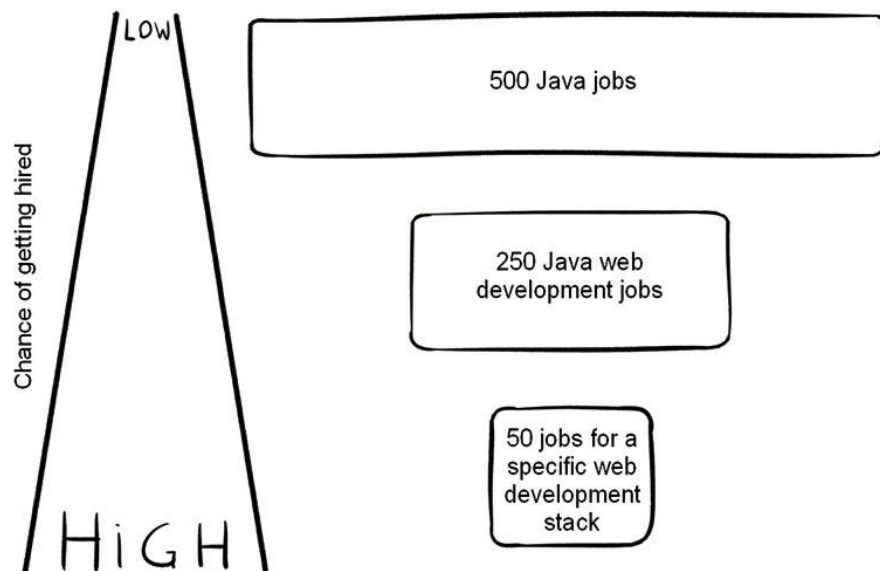 LOW
500 Java jobs
Chance of getting hired
250 Java web
development jobs
50 jobs for a
specific web
development
stack
HiGH